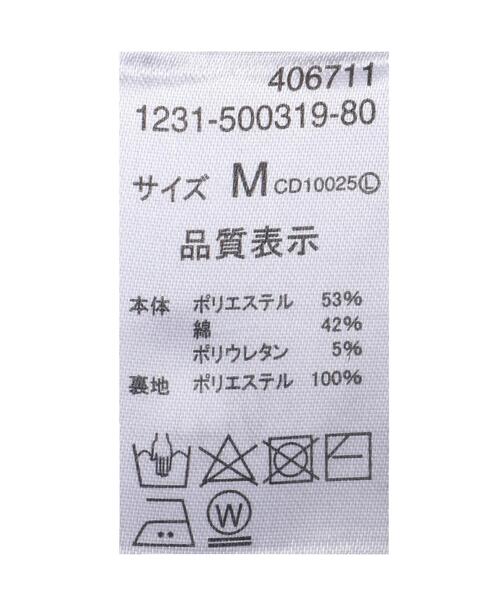 406711
1231-500319-80
サイズ M CD10025Ⓛ
品質表示
本体 ポリエステル 53%
綿 42%
ポリウレタン 5%
裏地 ポリエステル 100%
W